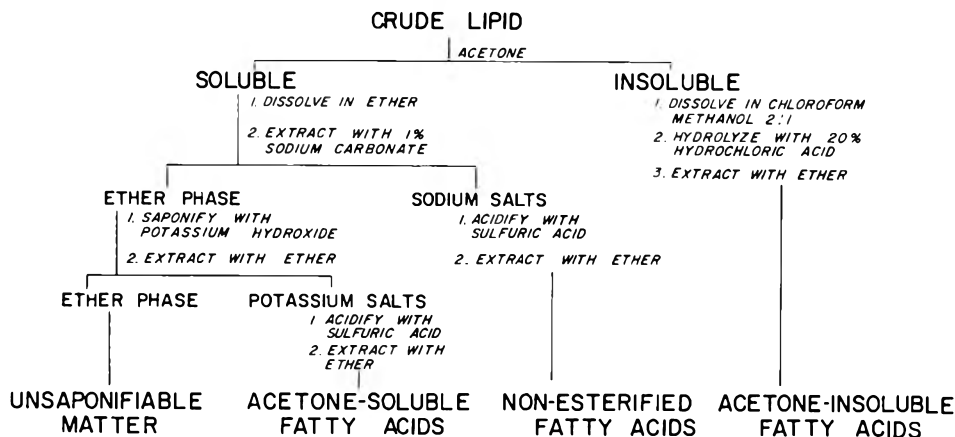 CRUDE LIPID
ACETONE
SOLUBLE
1. DISSOLVE IN ETHER
2. EXTRACT WITH 1%
SODIUM CARBONATE
INSOLUBLE
1. DISSOLVE IN CHLOROFORM
METHANOL 2:1
2. HYDROLYZE WITH 20%
HYDROCHLORIC ACID
3. EXTRACT WITH ETHER
ETHER PHASE
1. SAPONIFY WITH
POTASSIUM HYDROXIDE
2. EXTRACT WITH ETHER
SODIUM SALTS
1. ACIDIFY WITH
SULFURIC ACID
2. EXTRACT WITH ETHER
ETHER PHASE
POTASSIUM SALTS
1 ACIDIFY WITH
SULFURIC ACID
2. EXTRACT WITH
ETHER
UNSAPONIFIABLE
MATTER
ACETONE-SOLUBLE
FATTY ACIDS
NON-ESTERIFIED
FATTY ACIDS
ACETONE-INSOLUBLE
FATTY ACIDS